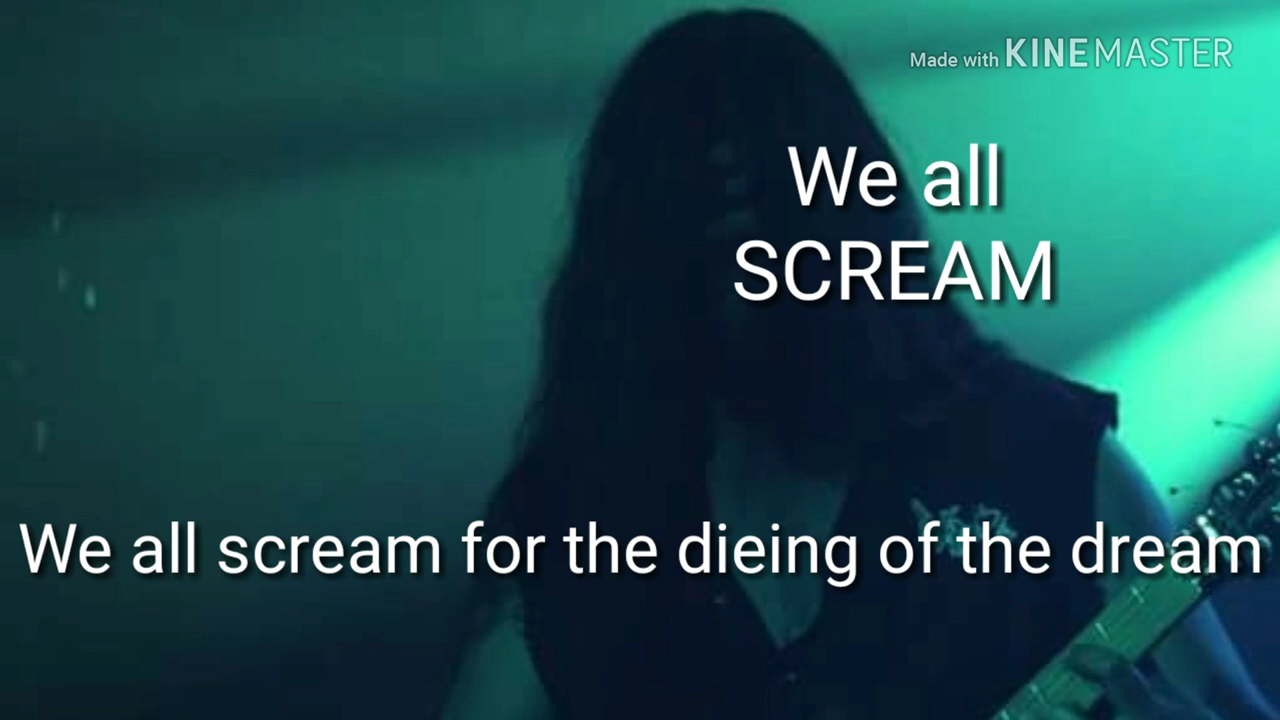 Made with KINEMASTER
We all
SCREAM
We all scream for the dieing of the dream